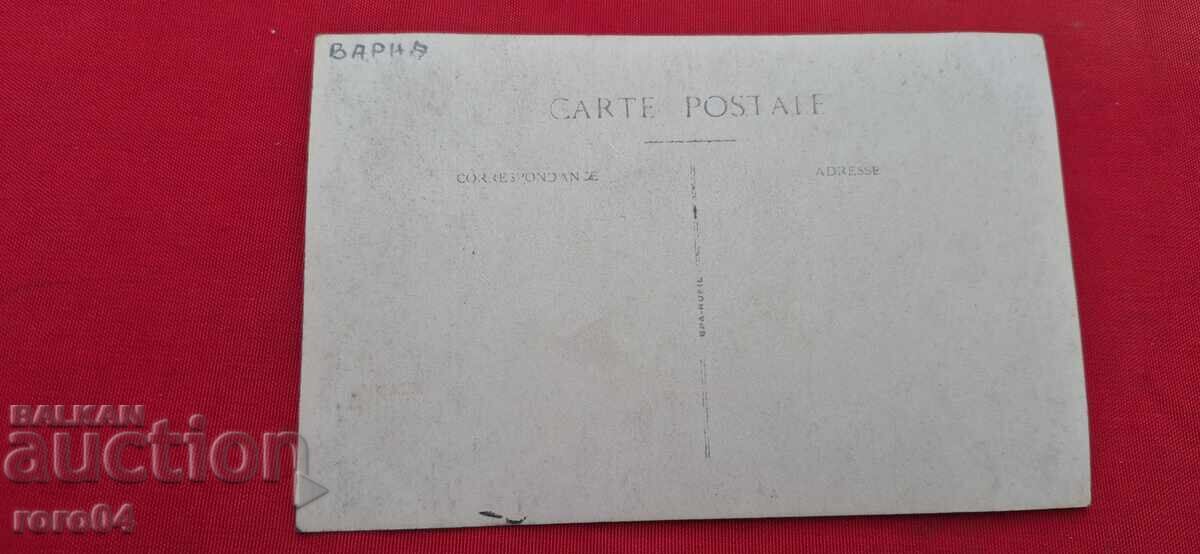 ВАРНА
CARTE POSTALE
CORRESPONDANCE
ADRESSE
BALKAN
auction
roro04